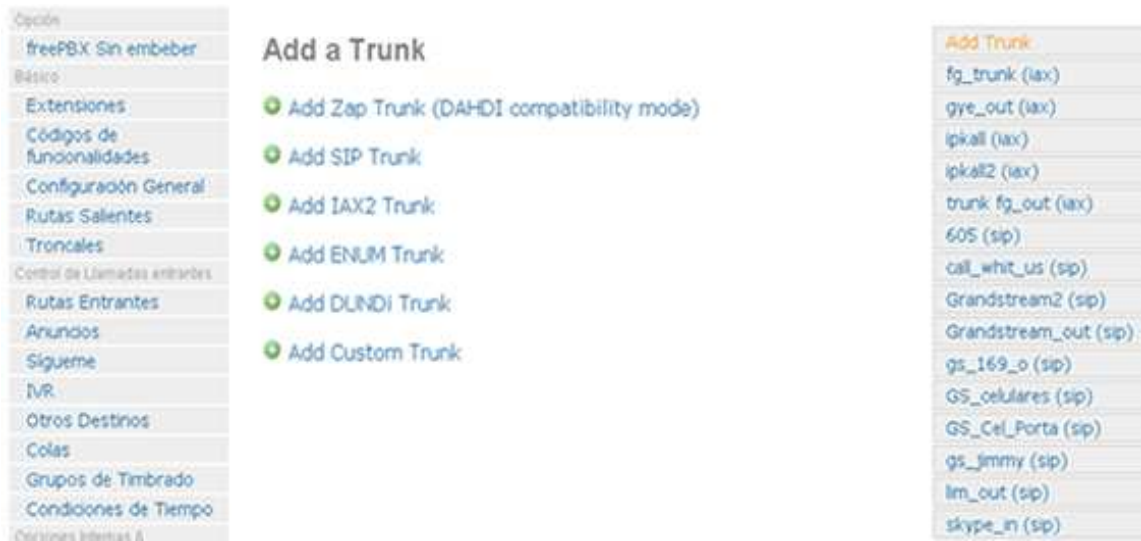 Opción
freePBX Sin embeber
Básico
Extensiones
Códigos de
funcionalidades
Configuración General
Rutas Salientes
Troncales
Control de Llamadas entrantes
Rutas Entrantes
Anuncios
Sígueme
IVR
Otros Destinos
Colas
Grupos de Timbrado
Condiciones de Tiempo
Opciones Internas &
Add a Trunk
Add Zap Trunk (DAHDI compatibility mode)
Add SIP Trunk
Add IAX2 Trunk
Add ENUM Trunk
Add DUNDi Trunk
Add Custom Trunk
Add Trunk
fg_trunk (iax)
gye_out (iax)
ipkall (iax)
ipkall2 (iax)
trunk fg_out (iax)
605 (sip)
call_whit_us (sip)
Grandstream2 (sip)
Grandstream_out (sip)
gs_169_o (sip)
GS_celulares (sip)
GS_Cel_Porta (sip)
gs_jimmy (sip)
lim_out (sip)
skype_in (sip)